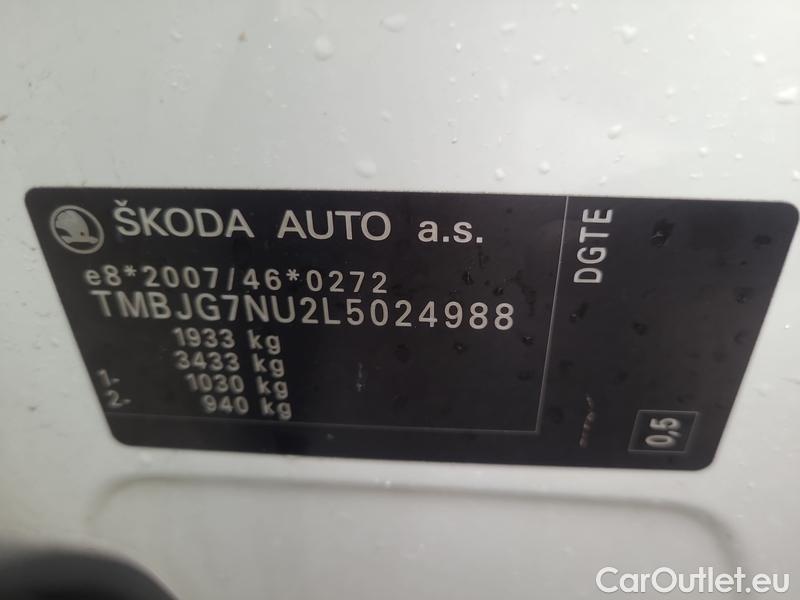 ŠKODA AUTO a.s.
e8*2007/46*0272
TMBJG7NU2L5024988
1933 kg
3433 kg
1- 1030 kg
2- 940 kg
DGTE
0,5
CarOutlet.eu